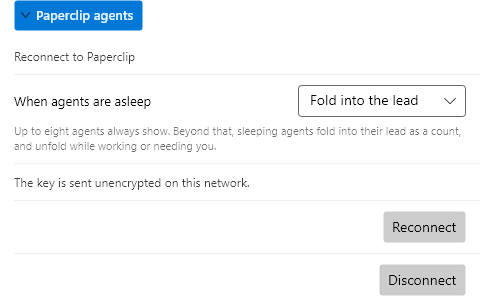 Paperclip agents
Reconnect to Paperclip
When agents are asleep
Fold into the lead
Up to eight agents always show. Beyond that, sleeping agents fold into their lead as a count,
and unfold while working or needing you.
The key is sent unencrypted on this network.
Reconnect
Disconnect